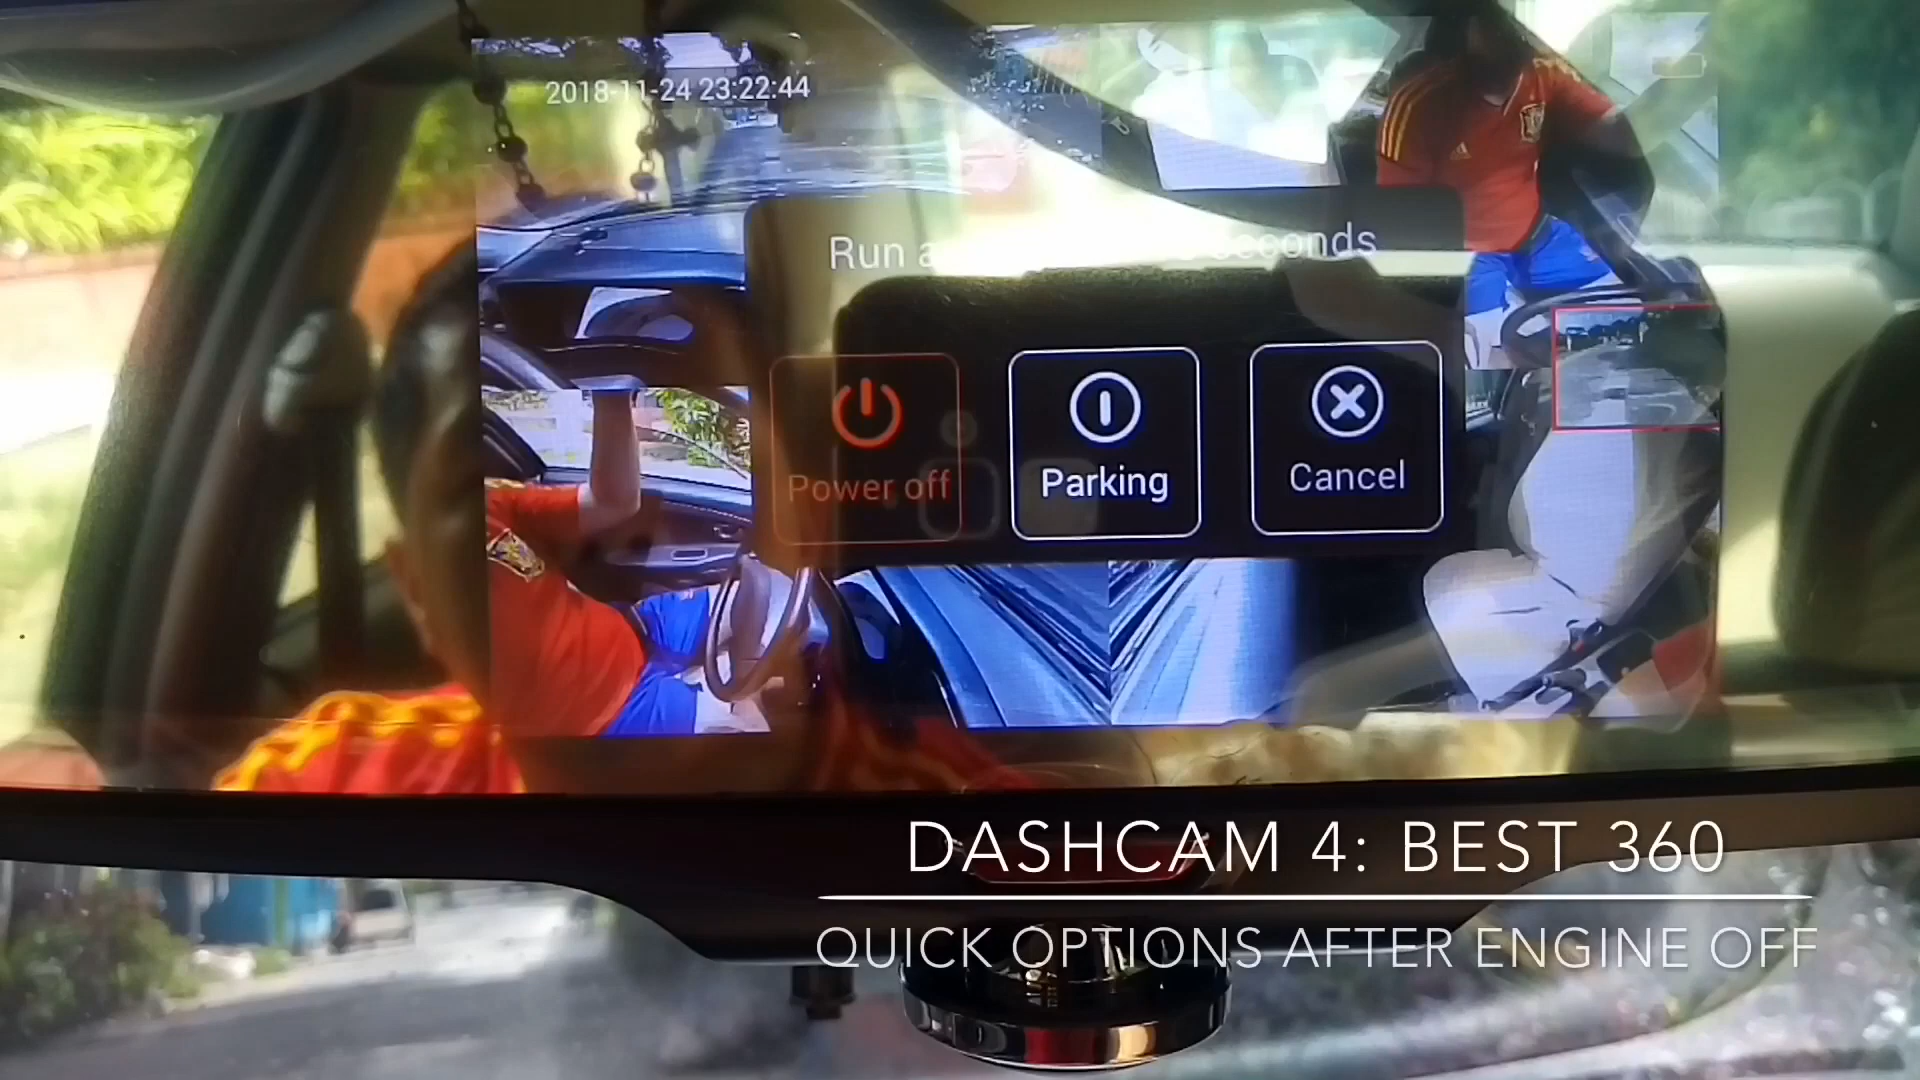 2018-11-24 23:22:44
Run seconds
Power off
Parking
Cancel
DASHCAM 4: BEST 360
QUICK OPTIONS AFTER ENGINE OFF